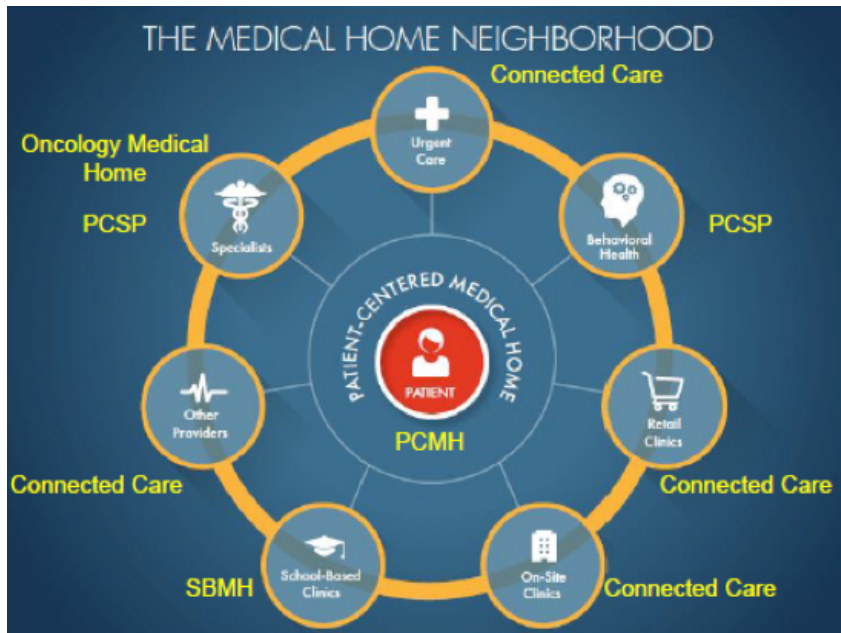 THE MEDICAL HOME NEIGHBORHOOD
Connected Care
Urgent
Care
Oncology Medical
Home
PCSP
Specialists
Behavioral
Health
PCSP
PATIENT-CENTERED MEDICAL HOME
PATIENT
PCMH
Other
Providers
Connected Care
Retail
Clinics
Connected Care
SBMH
School-Based
Clinics
On-Site
Clinics
Connected Care